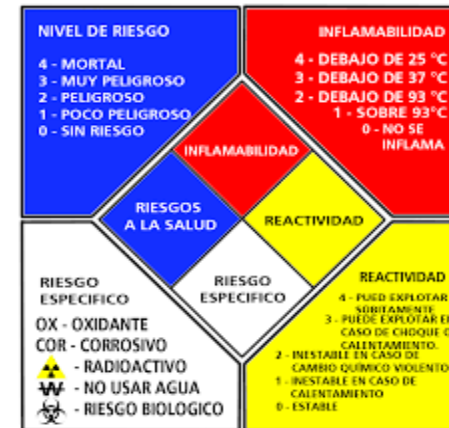 NIVEL DE RIESGO
4 - MORTAL
3 - MUY PELIGROSO
2 - PELIGROSO
1 - POCO PELIGROSO
0 - SIN RIESGO
INFLAMABILIDAD
4 - DEBAJO DE 25 °C
3 - DEBAJO DE 37 °C
2 - DEBAJO DE 93 °C
1 - SOBRE 93°C
0 - NO SE
INFLAMA
INFLAMABILIDAD
RIESGOS
A LA SALUD
REACTIVIDAD
RIESGO
ESPECIFICO
RIESGO
ESPECIFICO
OX - OXIDANTE
COR - CORROSIVO
- RADIOACTIVO
W - NO USAR AGUA
- RIESGO BIOLOGICO
REACTIVIDAD
4 - PUED EXPLOTAR
SÚBITAMENTE
3 - PUEDE EXPLOTAR E
CASO DE CHOQUE O
CALENTAMIENTO.
2 - INESTABLE EN CASO DE
CAMBIO QUÍMICO VIOLENTO
1 - INESTABLE EN CASO DE
CALENTAMIENTO
0 - ESTABLE